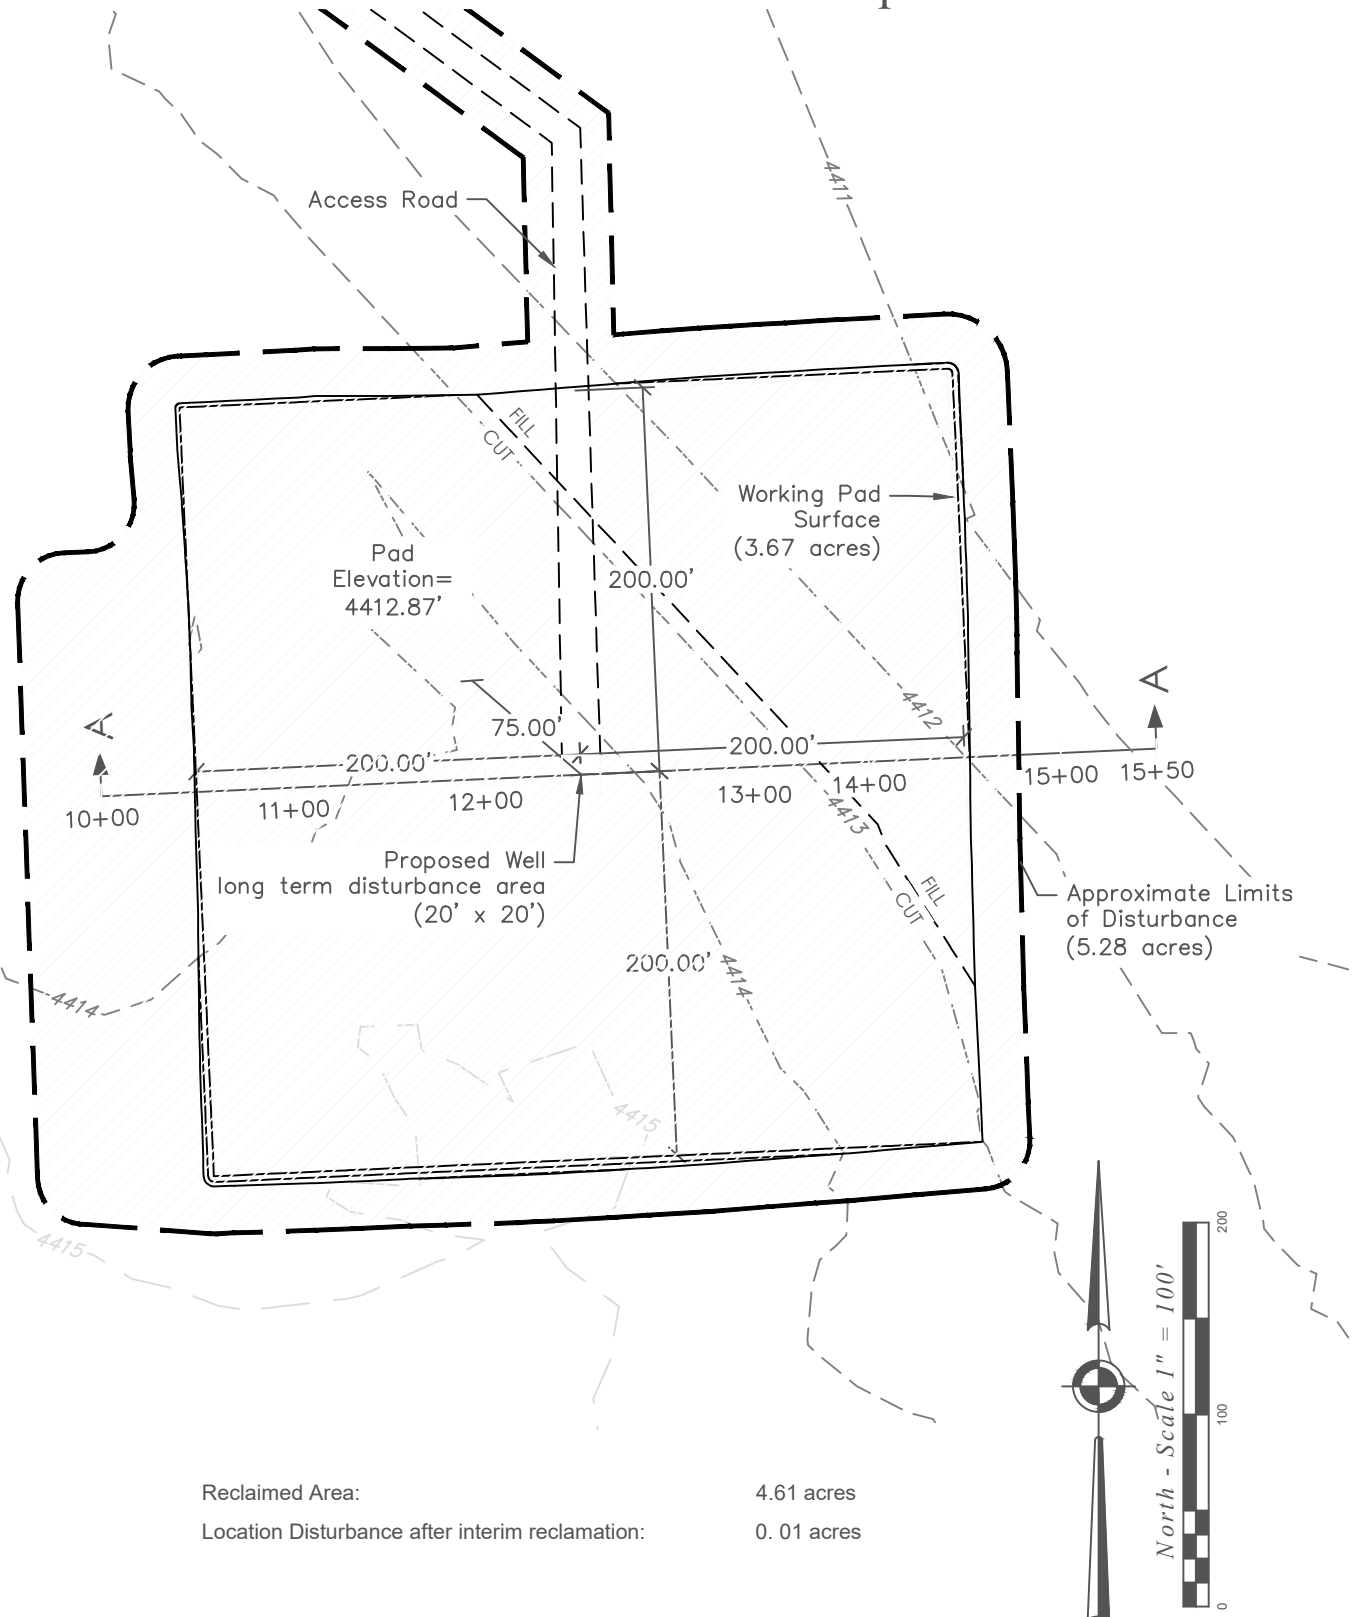 4411
Access Road
FILL
CUT
Working Pad
Surface
(3.67 acres)
Pad
Elevation=
4412.87'
200.00'
A
A
4412
75.00'
200.00'
200.00'
10+00
11+00
12+00
13+00
14+00
15+00
15+50
4413
Proposed Well
long term disturbance area
(20' x 20')
FILL
CUT
Approximate Limits
of Disturbance
(5.28 acres)
200.00'
4414
4414
4415
4415
North - Scale 1" = 100'
200
100
0
Reclaimed Area: 4.61 acres
Location Disturbance after interim reclamation: 0. 01 acres